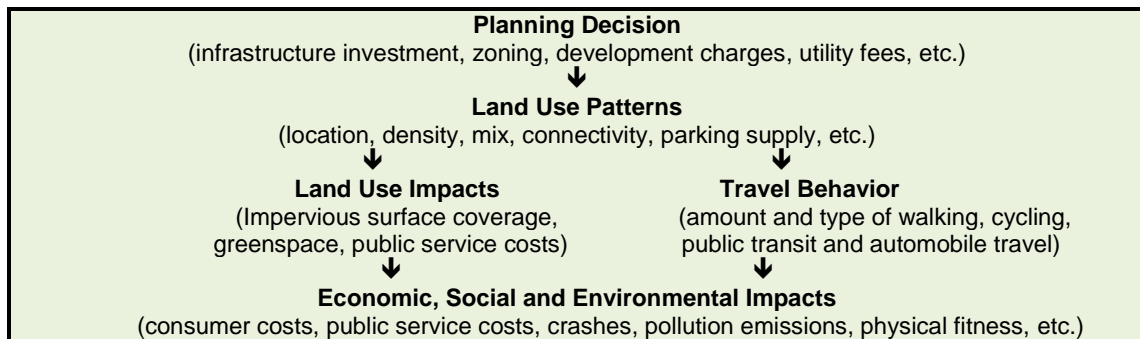 Planning Decision
(infrastructure investment, zoning, development charges, utility fees, etc.)
Land Use Patterns
(location, density, mix, connectivity, parking supply, etc.)
Land Use Impacts
(Impervious surface coverage,
greenspace, public service costs)
Travel Behavior
(amount and type of walking, cycling,
public transit and automobile travel)
Economic, Social and Environmental Impacts
(consumer costs, public service costs, crashes, pollution emissions, physical fitness, etc.)